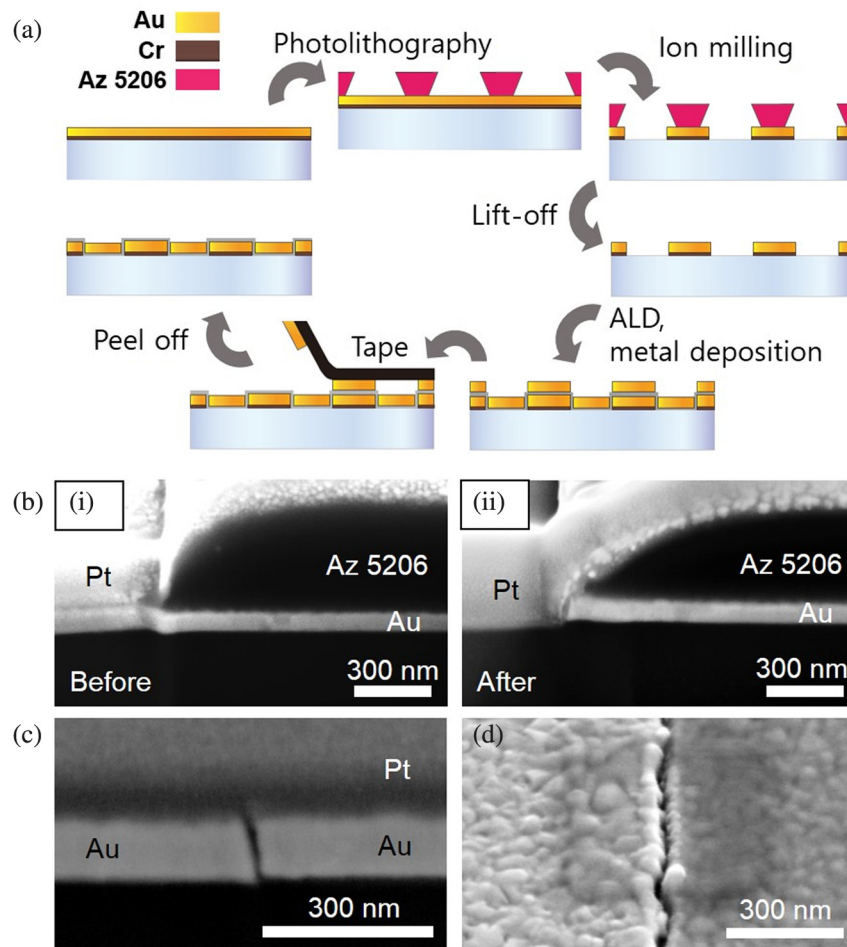 (a)
Au
Cr
Az 5206
Photolithography
Ion milling
Lift-off
ALD,
metal deposition
Tape
Peel off
(b)
(i)
Pt
Az 5206
Au
Before
300 nm
(ii)
Pt
Az 5206
Au
After
300 nm
(c)
Pt
Au
Au
300 nm
(d)
300 nm